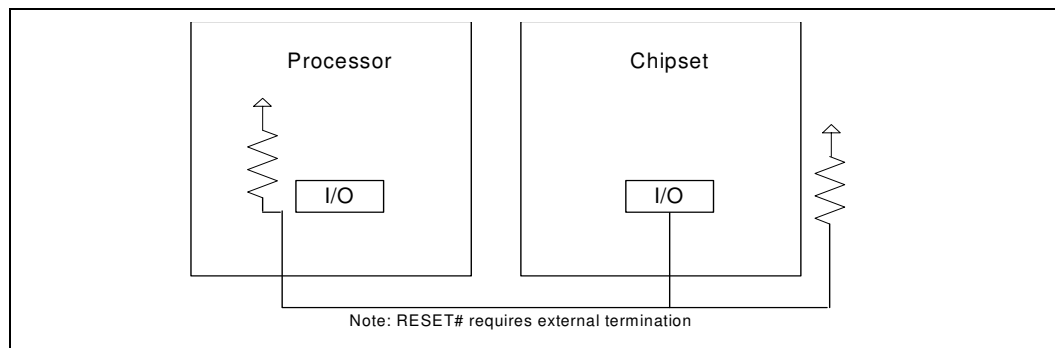 Processor
Chipset
I/O
I/O
Note: RESET# requires external termination